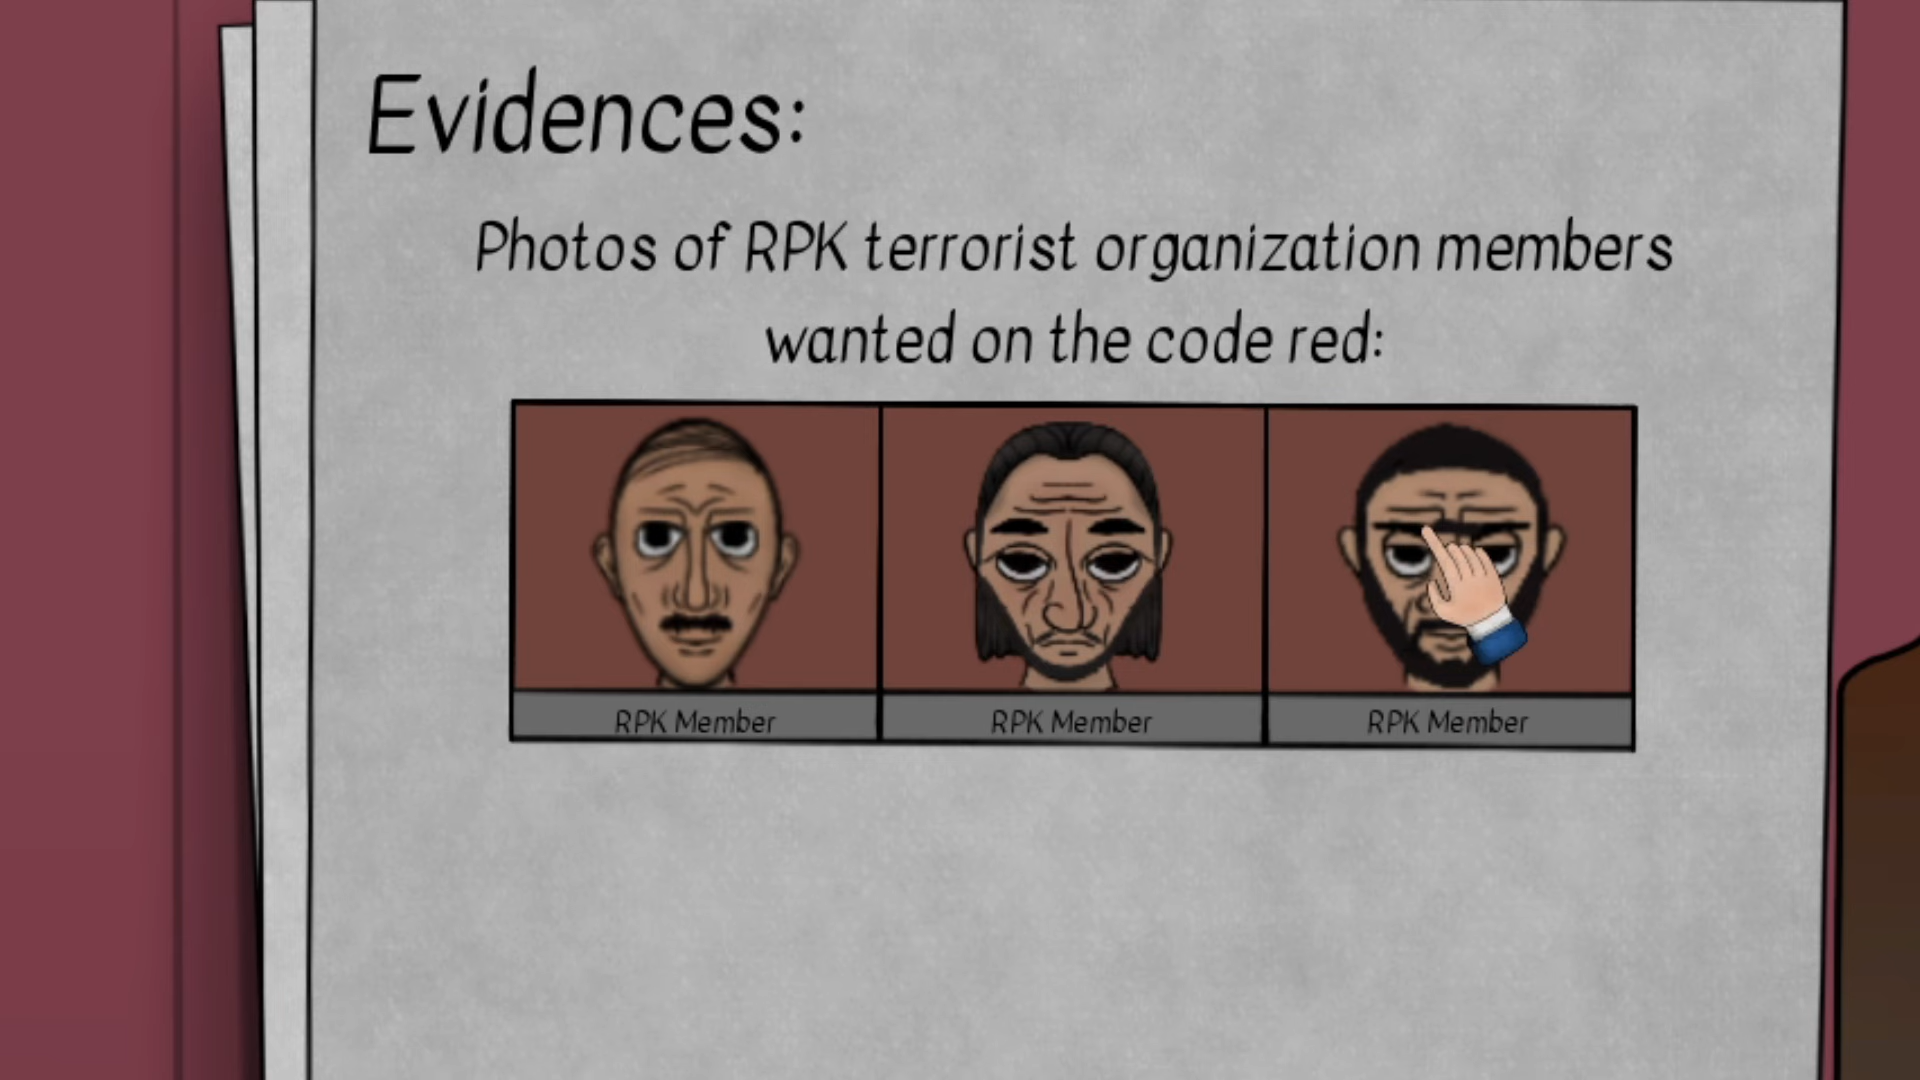 Evidences:
Photos of RPK terrorist organization members
wanted on the code red:
RPK Member
RPK Member
RPK Member